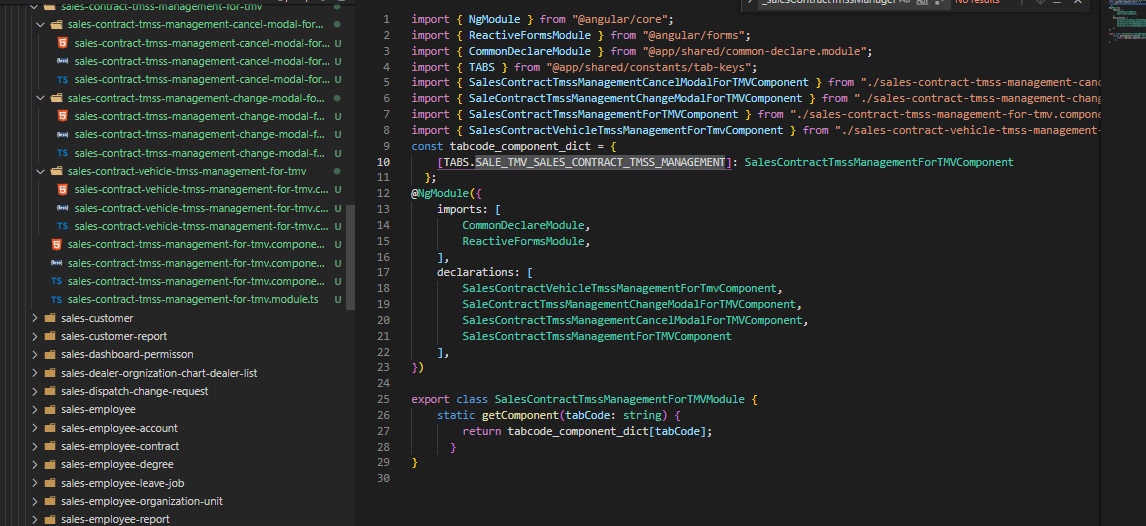 sales-contract-tmss-management-for-tmv
sales-contract-tmss-management-cancel-modal-for...
sales-contract-tmss-management-cancel-modal-for... U
sales-contract-tmss-management-cancel-modal-for... U
TS sales-contract-tmss-management-cancel-modal-for... U
sales-contract-tmss-management-change-modal-fo...
sales-contract-tmss-management-change-modal-f... U
sales-contract-tmss-management-change-modal-f... U
TS sales-contract-tmss-management-change-modal-f... U
sales-contract-vehicle-tmss-management-for-tmv
sales-contract-vehicle-tmss-management-for-tmv.c... U
sales-contract-vehicle-tmss-management-for-tmv.c... U
TS sales-contract-vehicle-tmss-management-for-tmv.c... U
sales-contract-tmss-management-for-tmv.compone... U
sales-contract-tmss-management-for-tmv.compone... U
TS sales-contract-tmss-management-for-tmv.compone... U
TS sales-contract-tmss-management-for-tmv.module.ts U
sales-customer
sales-customer-report
sales-dashboard-permisson
sales-dealer-orgnization-chart-dealer-list
sales-dispatch-change-request
sales-employee
sales-employee-account
sales-employee-contract
sales-employee-degree
sales-employee-leave-job
sales-employee-organization-unit
sales-employee-report
_salesContractTmssManager
No results
1 import { NgModule } from "@angular/core";
2 import { ReactiveFormsModule } from "@angular/forms";
3 import { CommonDeclareModule } from "@app/shared/common-declare.module";
4 import { TABS } from "@app/shared/constants/tab-keys";
5 import { SalesContractTmssManagementCancelModalForTMVComponent } from "./sales-contract-tmss-management-canc
6 import { SaleContractTmssManagementChangeModalForTMVComponent } from "./sales-contract-tmss-management-chang
7 import { SalesContractTmssManagementForTMVComponent } from "./sales-contract-tmss-management-for-tmv.compone
8 import { SalesContractVehicleTmssManagementForTmvComponent } from "./sales-contract-vehicle-tmss-management-
9 const tabcode_component_dict = {
10 [TABS.SALE_TMV_SALES_CONTRACT_TMSS_MANAGEMENT]: SalesContractTmssManagementForTMVComponent
11 };
12 @NgModule({
13 imports: [
14 CommonDeclareModule,
15 ReactiveFormsModule,
16 ],
17 declarations: [
18 SalesContractVehicleTmssManagementForTmvComponent,
19 SaleContractTmssManagementChangeModalForTMVComponent,
20 SalesContractTmssManagementCancelModalForTMVComponent,
21 SalesContractTmssManagementForTMVComponent
22 ],
23 })
24
25 export class SalesContractTmssManagementForTMVModule {
26 static getComponent(tabCode: string) {
27 return tabcode_component_dict[tabCode];
28 }
29 }
30